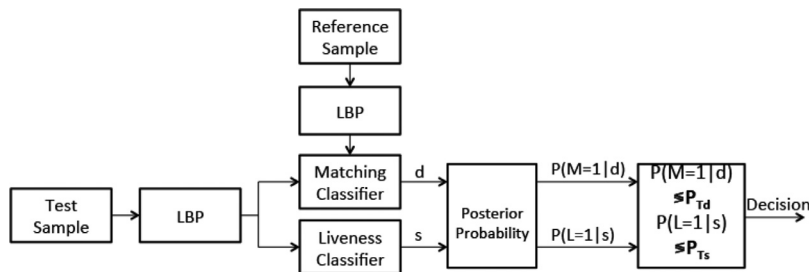 Reference
Sample
LBP
Test
Sample
LBP
Matching
Classifier
d
Liveness
Classifier
s
Posterior
Probability
P(M=1|d)
P(L=1|s)
P(M=1|d)
≶P_Td
P(L=1|s)
≶P_Ts
Decision